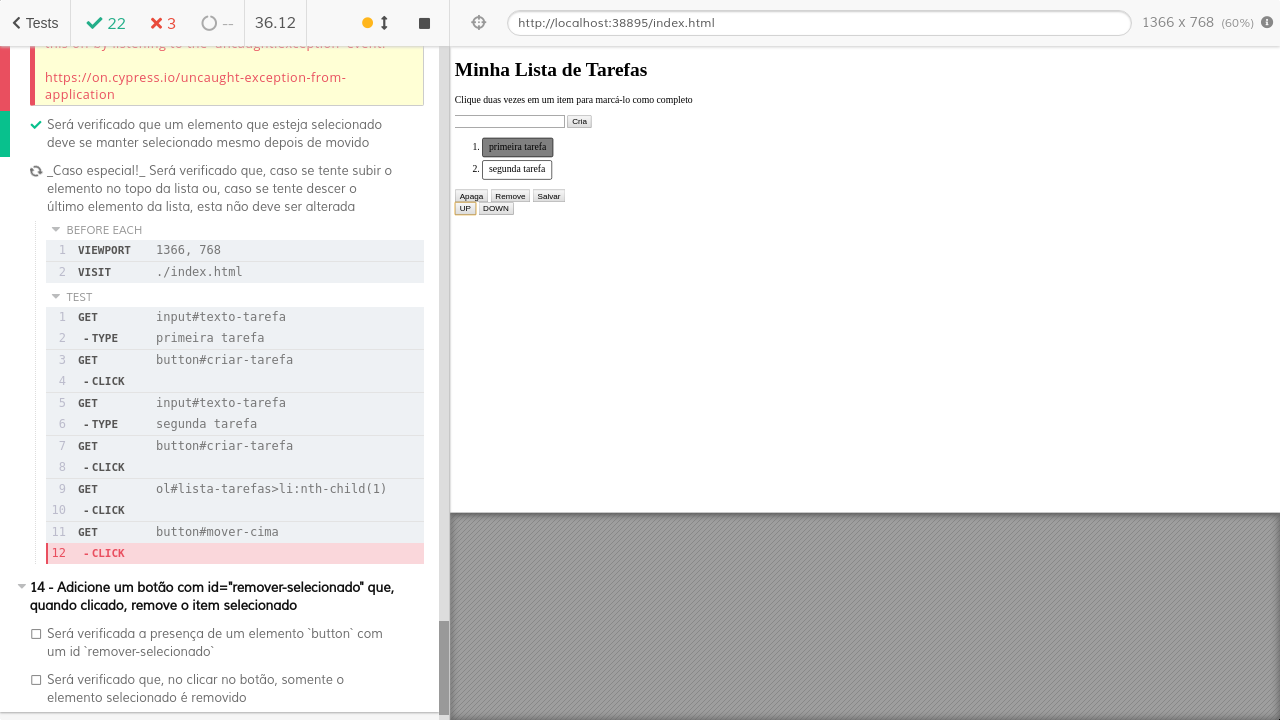 Tests
22
3
--
36.12
http://localhost:38895/index.html
1366 x 768 (60%)
this off by listening to the 'uncaught:exception' event.
https://on.cypress.io/uncaught-exception-from-
application
Será verificado que um elemento que esteja selecionado
deve se manter selecionado mesmo depois de movido
_Caso especial!_ Será verificado que, caso se tente subir o
elemento no topo da lista ou, caso se tente descer o
último elemento da lista, esta não deve ser alterada
BEFORE EACH
1 VIEWPORT 1366, 768
2 VISIT ./index.html
TEST
1 GET input#texto-tarefa
2 - TYPE primeira tarefa
3 GET button#criar-tarefa
4 - CLICK
5 GET input#texto-tarefa
6 - TYPE segunda tarefa
7 GET button#criar-tarefa
8 - CLICK
9 GET ol#lista-tarefas>li:nth-child(1)
10 - CLICK
11 GET button#mover-cima
12 - CLICK
14 - Adicione um botão com id="remover-selecionado" que,
quando clicado, remove o item selecionado
Será verificada a presença de um elemento `button` com
um id `remover-selecionado`
Será verificado que, no clicar no botão, somente o
elemento selecionado é removido
Minha Lista de Tarefas
Clique duas vezes em um item para marcá-lo como completo
Cria
1. primeira tarefa
2. segunda tarefa
Apaga Remove Salvar
UP DOWN